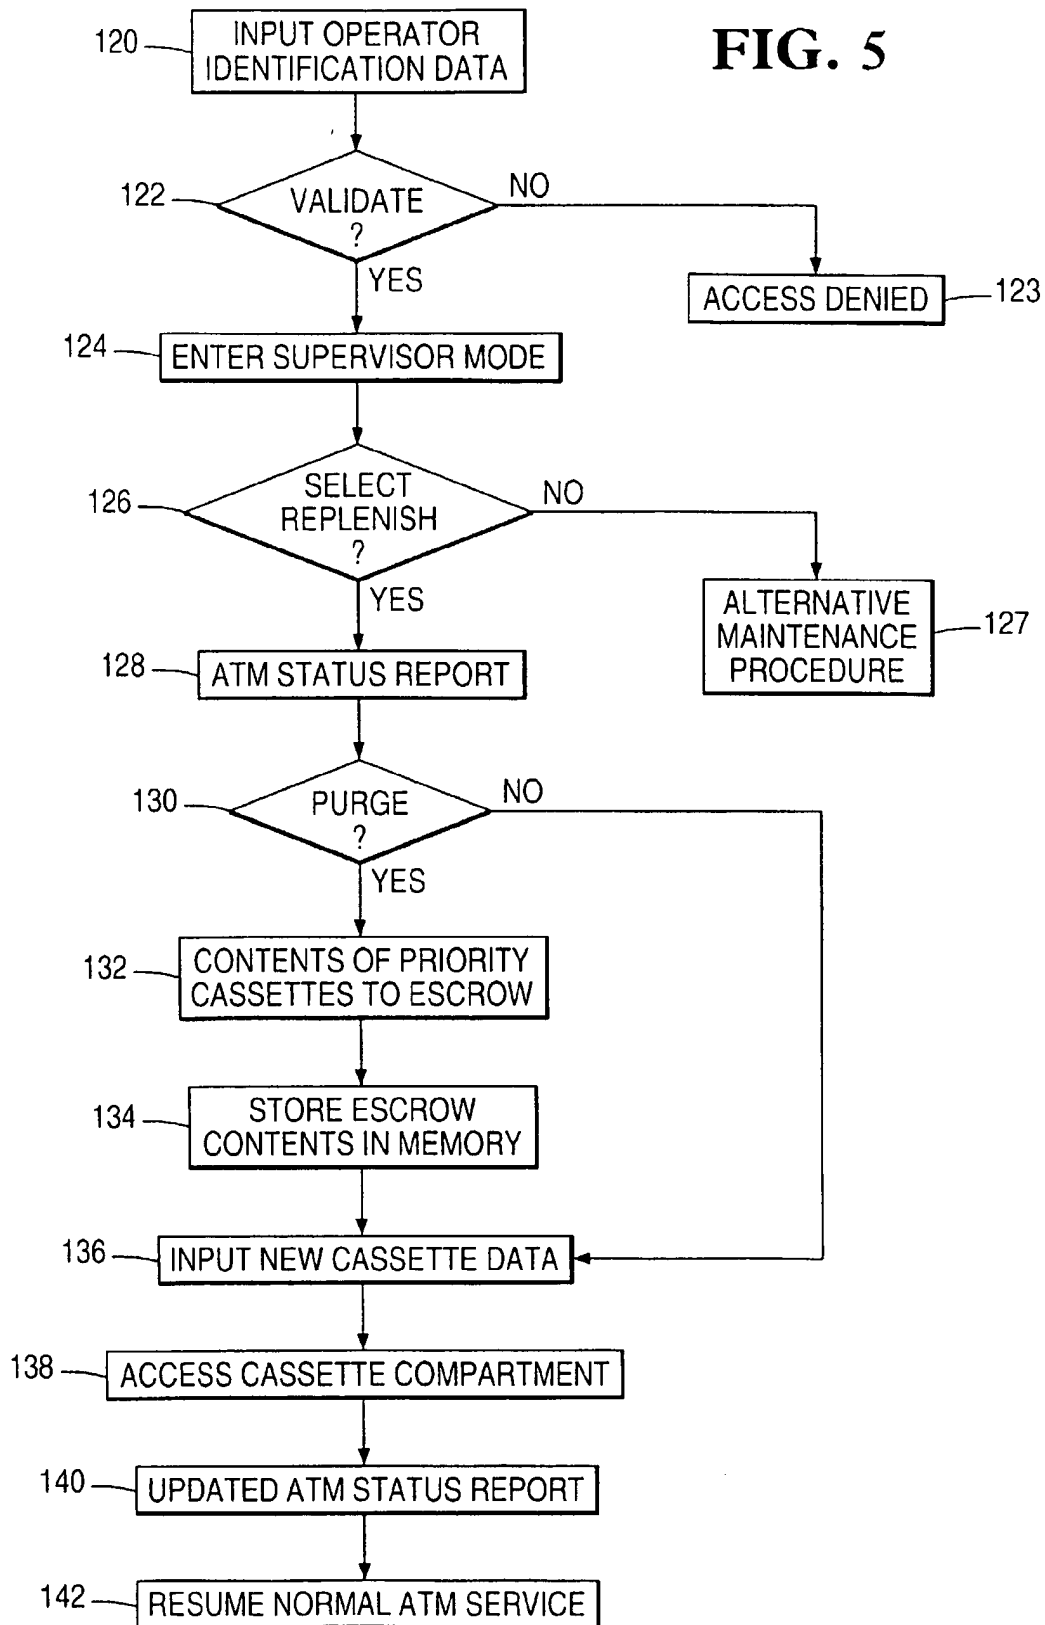 FIG. 5
120
INPUT OPERATOR
IDENTIFICATION DATA
122
VALIDATE
?
NO
YES
ACCESS DENIED
123
124
ENTER SUPERVISOR MODE
126
SELECT
REPLENISH
?
NO
YES
ALTERNATIVE
MAINTENANCE
PROCEDURE
127
128
ATM STATUS REPORT
130
PURGE
?
NO
YES
132
CONTENTS OF PRIORITY
CASSETTES TO ESCROW
134
STORE ESCROW
CONTENTS IN MEMORY
136
INPUT NEW CASSETTE DATA
138
ACCESS CASSETTE COMPARTMENT
140
UPDATED ATM STATUS REPORT
142
RESUME NORMAL ATM SERVICE